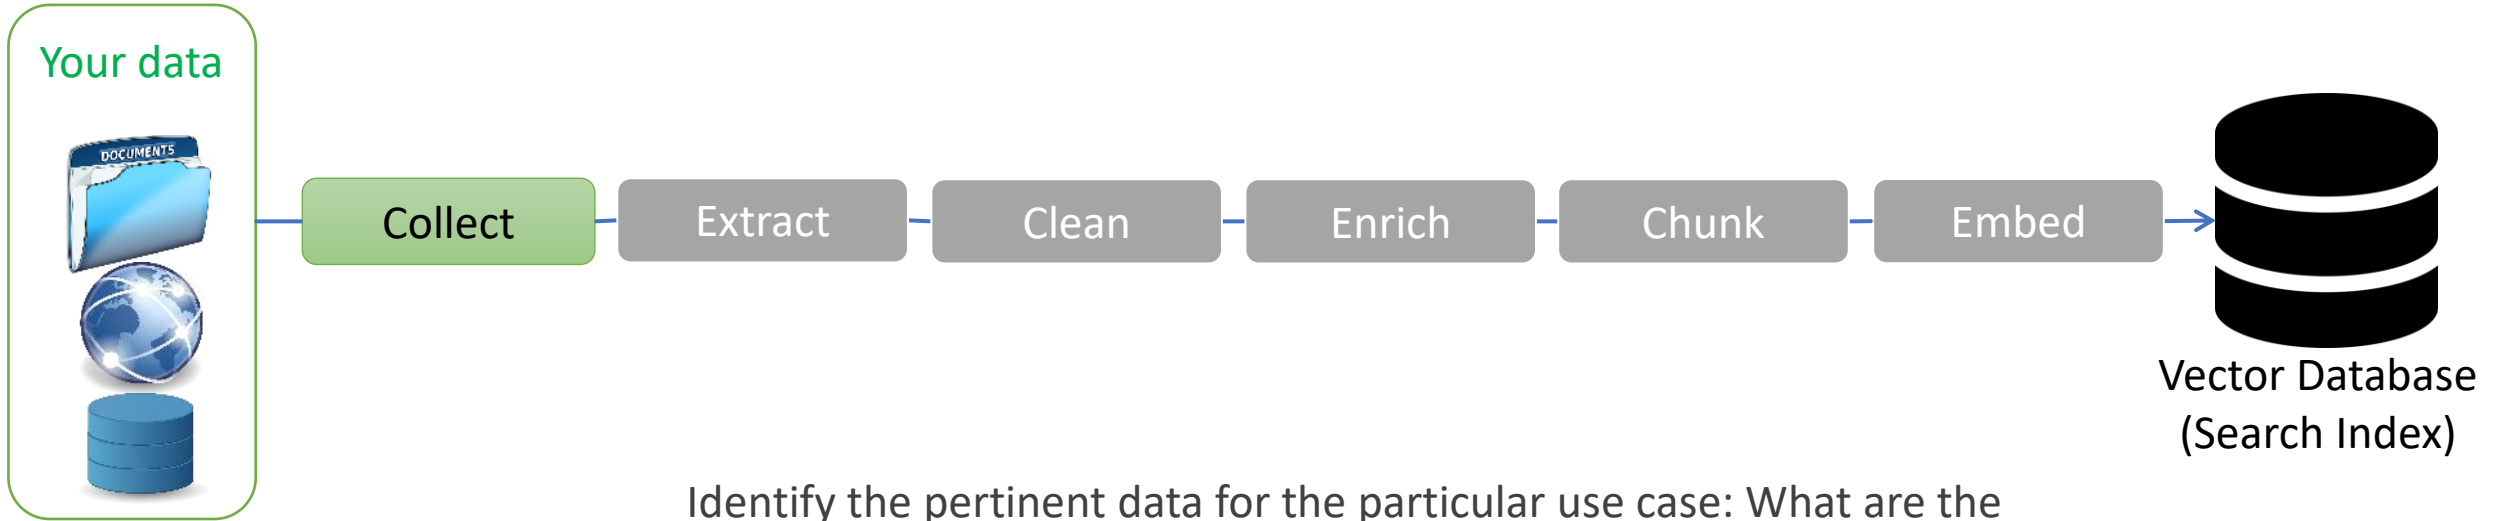 Your data
DOCUMENTS
Collect
Extract
Clean
Enrich
Chunk
Embed
Vector Database
(Search Index)
Identify the pertinent data for the particular use case: What are the